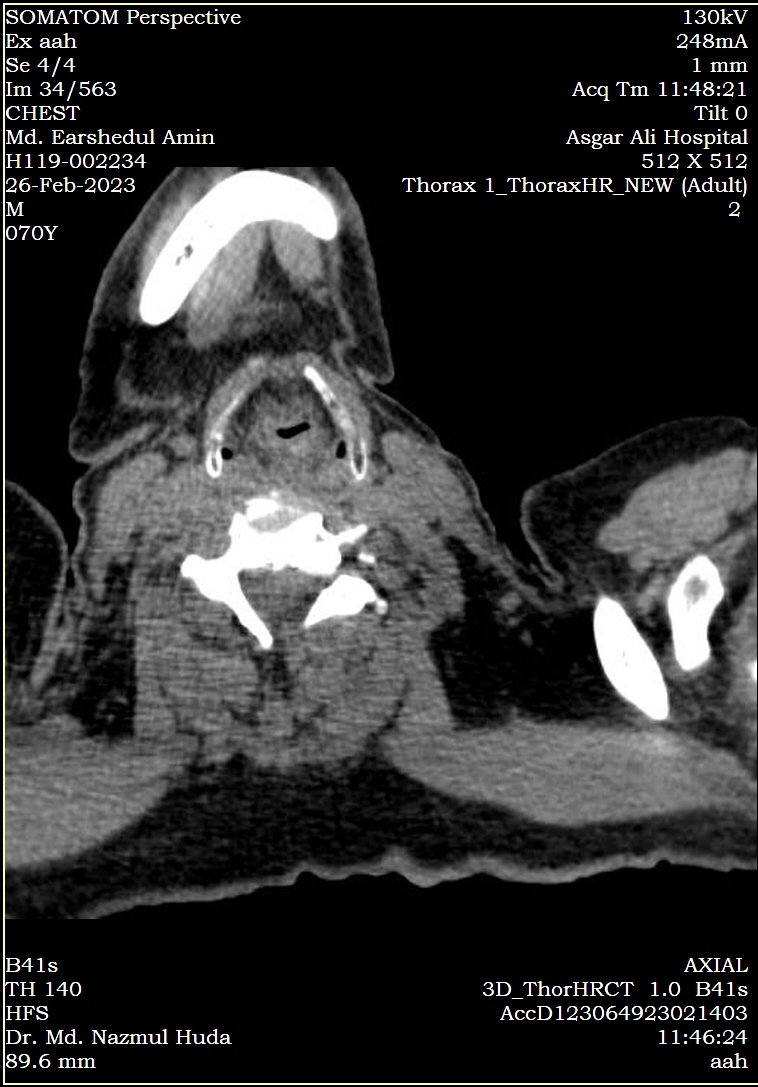 SOMATOM Perspective
Ex aah
Se 4/4
Im 34/563
CHEST
Md. Earshedul Amin
H119-002234
26-Feb-2023
M
070Y
130kV
248mA
1 mm
Acq Tm 11:48:21
Tilt 0
Asgar Ali Hospital
512 X 512
Thorax 1_ThoraxHR_NEW (Adult)
2
B41s
TH 140
HFS
Dr. Md. Nazmul Huda
89.6 mm
AXIAL
3D_ThorHRCT 1.0 B41s
AccD123064923021403
11:46:24
aah